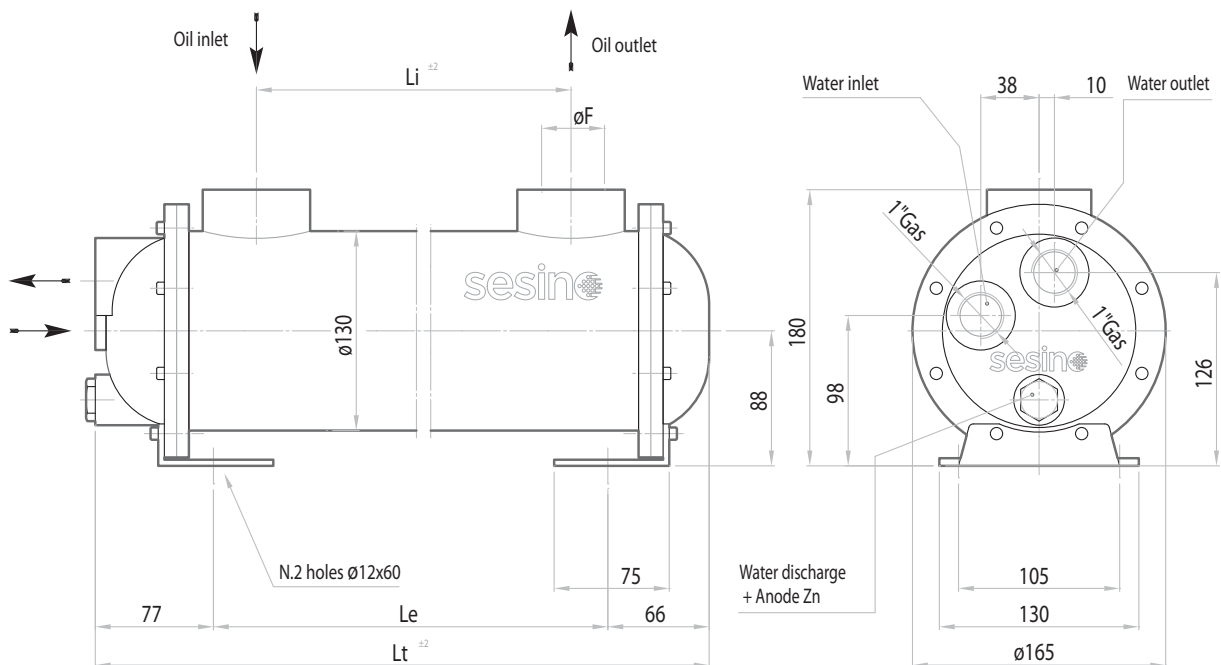 Oil inlet
Oil outlet
Li ±2
øF
sesino
ø130
88
N.2 holes Ø12x60
75
77
Le
66
Lt ±2
Water inlet
38
10
Water outlet
1"Gas
1"Gas
180
98
126
sesino
Water discharge
+ Anode Zn
105
130
ø165